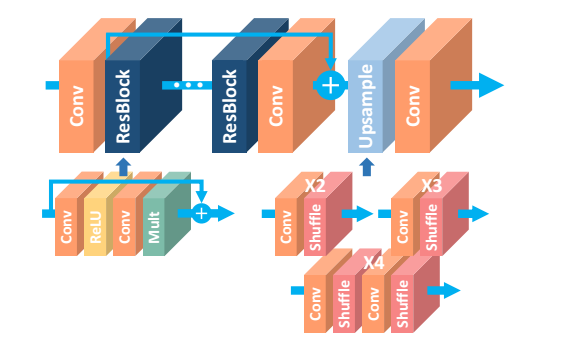 Conv
ResBlock
ResBlock
Conv
+
Upsample
Conv
Conv
ReLU
Conv
Mult
+
X2
Conv
Shuffle
X3
Conv
Shuffle
X4
Conv
Shuffle
Conv
Shuffle